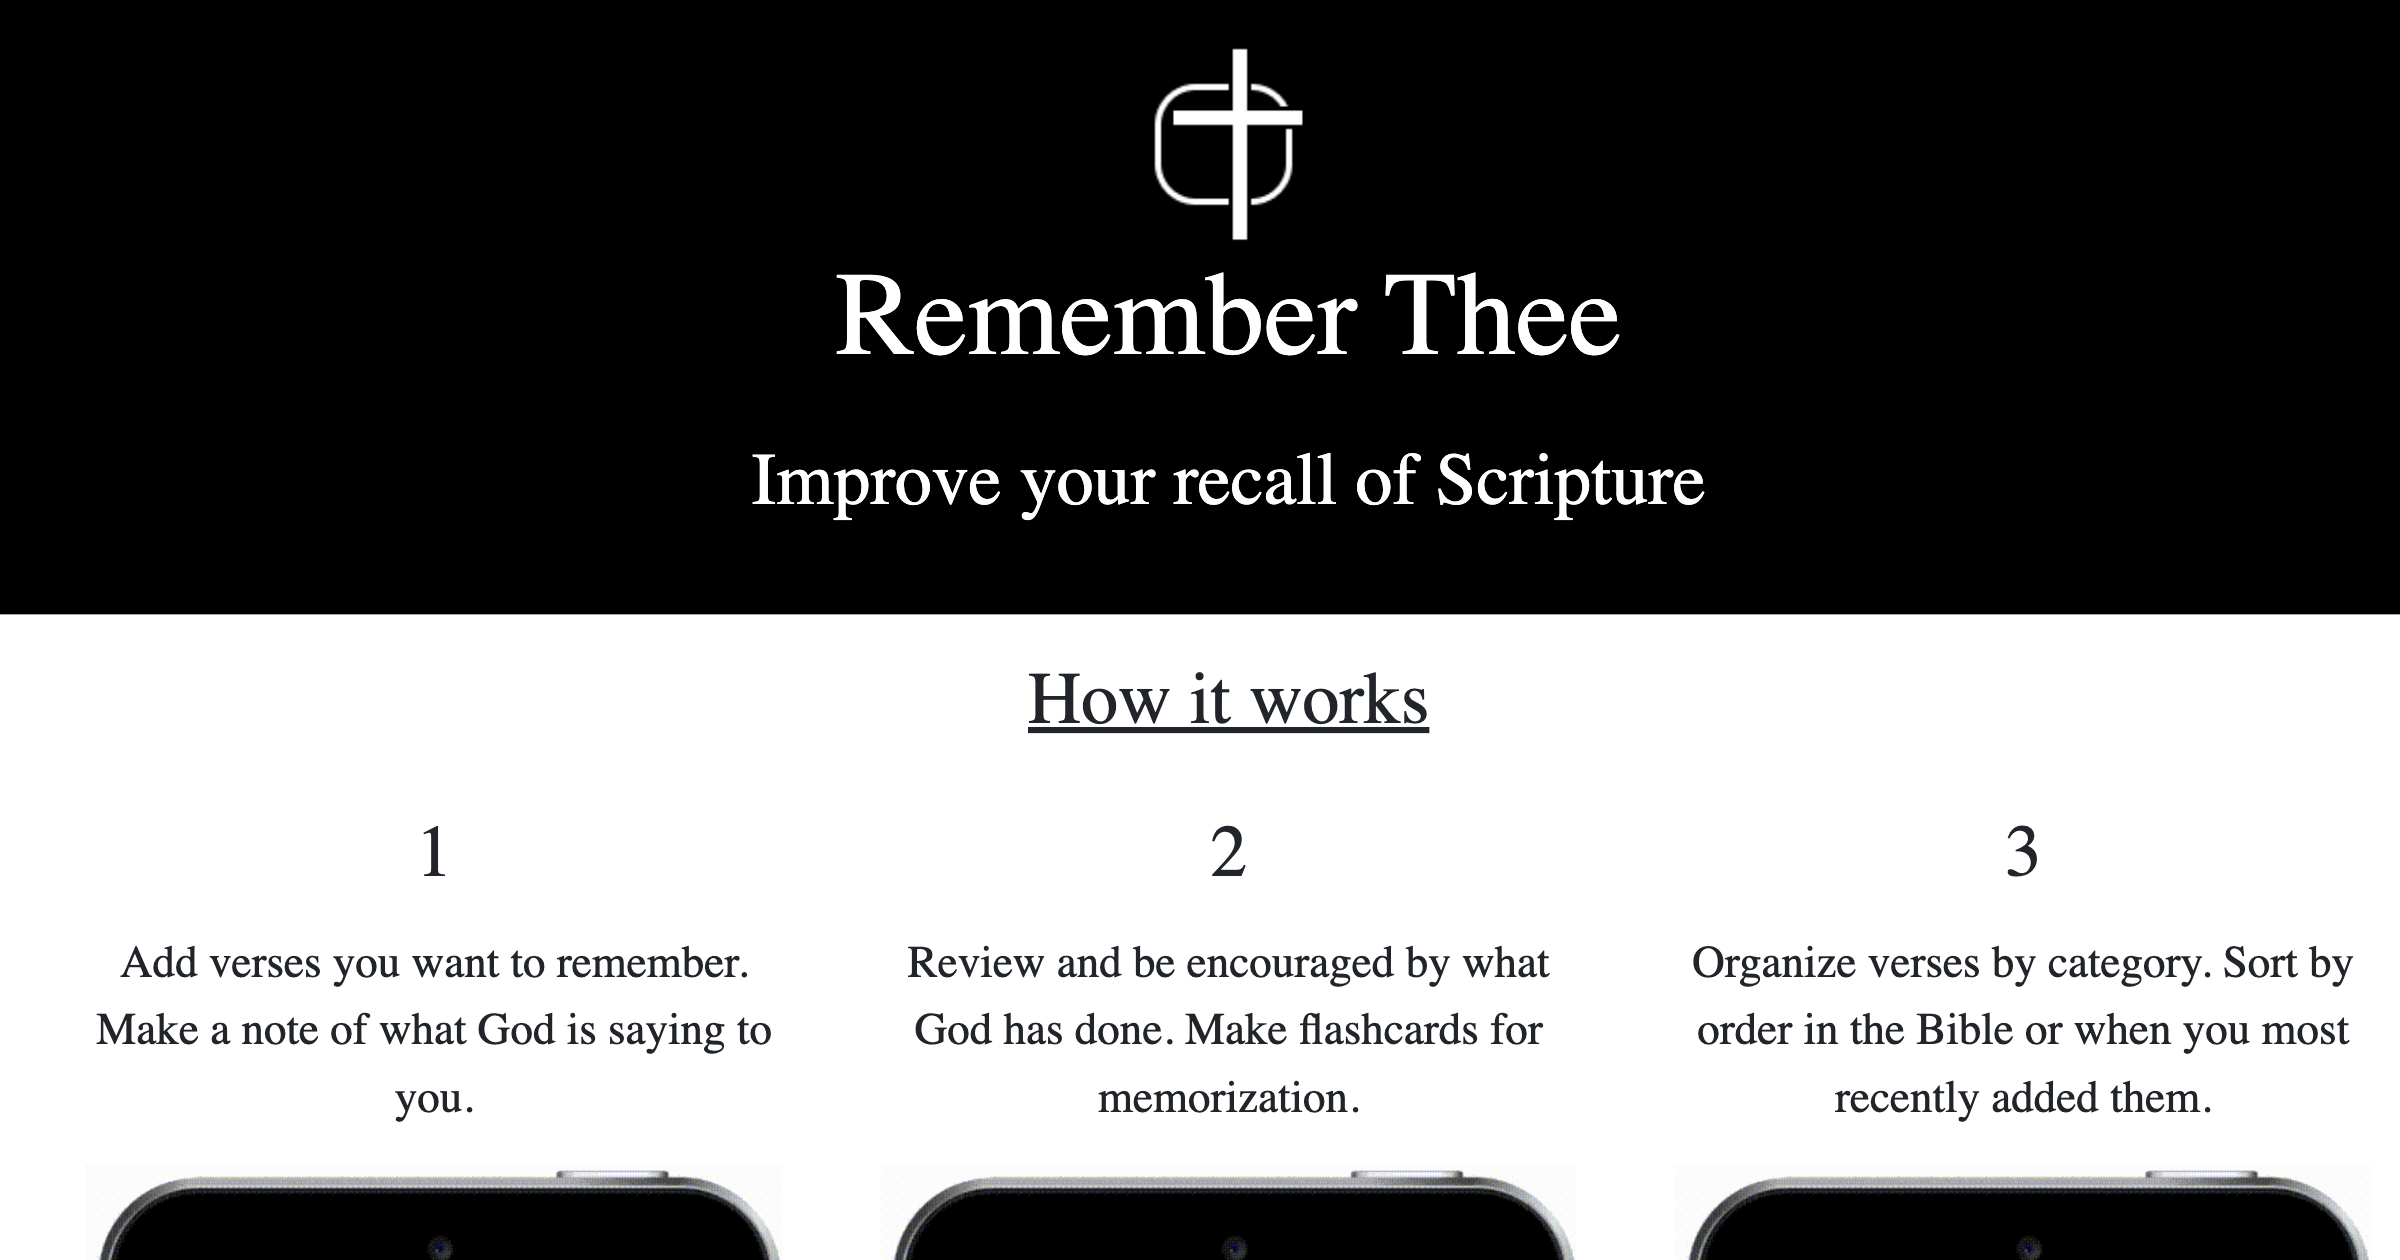 Remember Thee
Improve your recall of Scripture
How it works
1
Add verses you want to remember.
Make a note of what God is saying to
you.
2
Review and be encouraged by what
God has done. Make flashcards for
memorization.
3
Organize verses by category. Sort by
order in the Bible or when you most
recently added them.